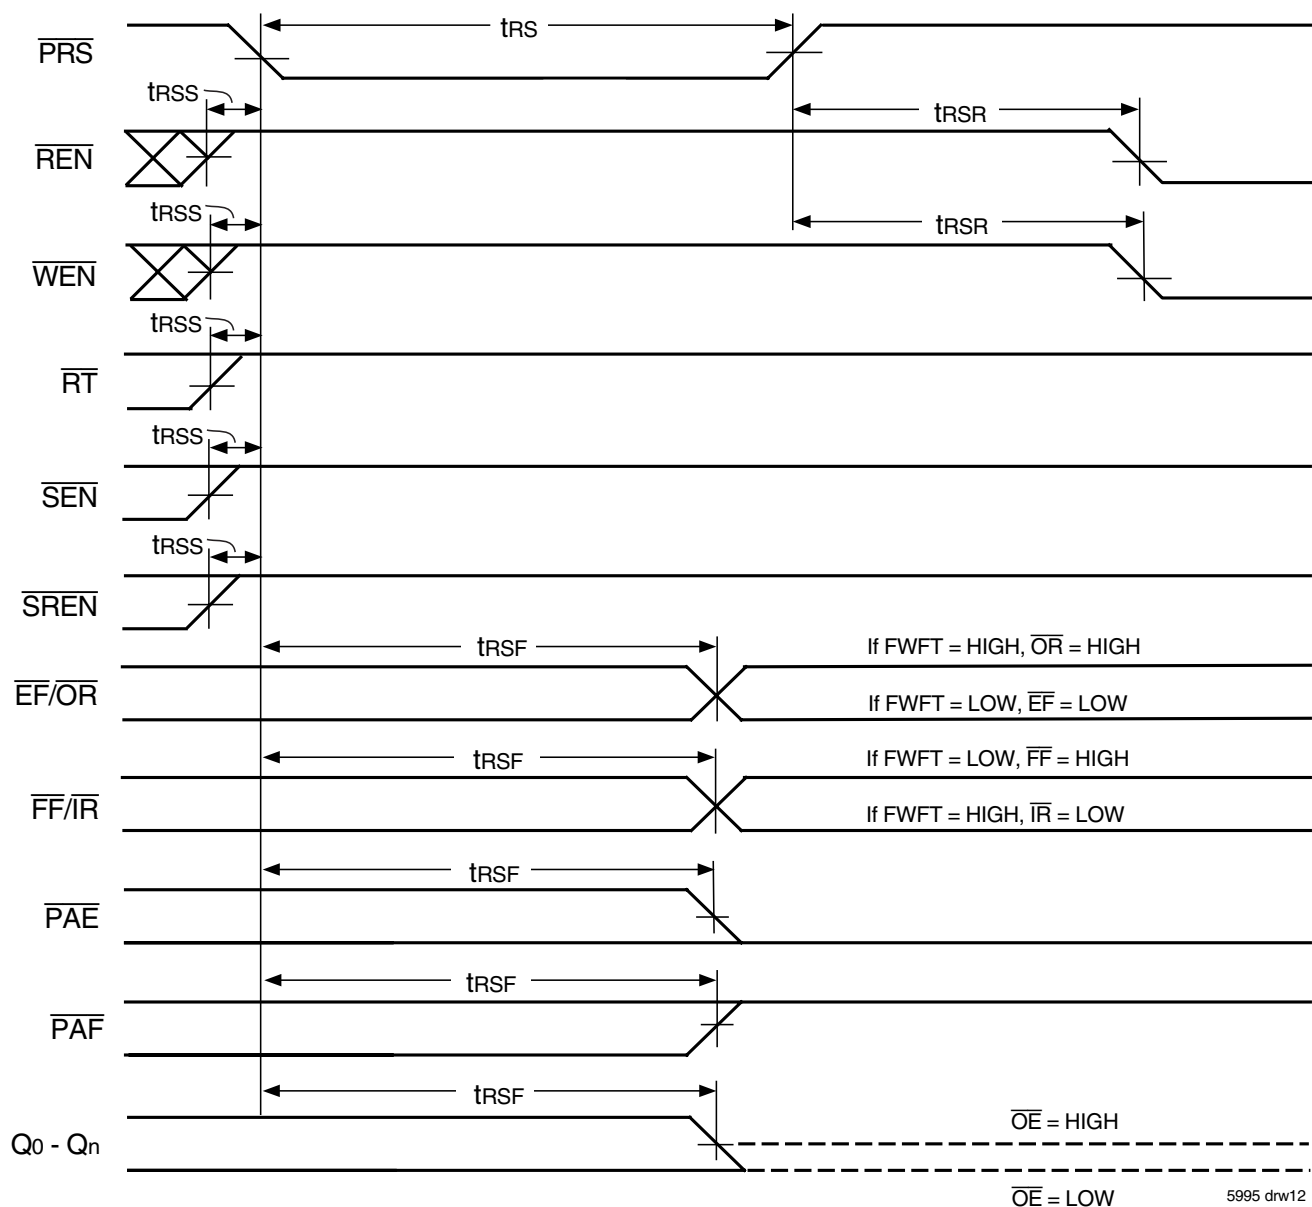 tRS
PRS
tRSS
tRSR
REN
tRSS
tRSR
WEN
tRSS
RT
tRSS
SEN
tRSS
SREN
tRSF
If FWFT = HIGH, OR = HIGH
EF/OR
If FWFT = LOW, EF = LOW
tRSF
If FWFT = LOW, FF = HIGH
FF/IR
If FWFT = HIGH, IR = LOW
tRSF
PAE
tRSF
PAF
tRSF
OE = HIGH
Q0 - Qn
OE = LOW
5995 drw12